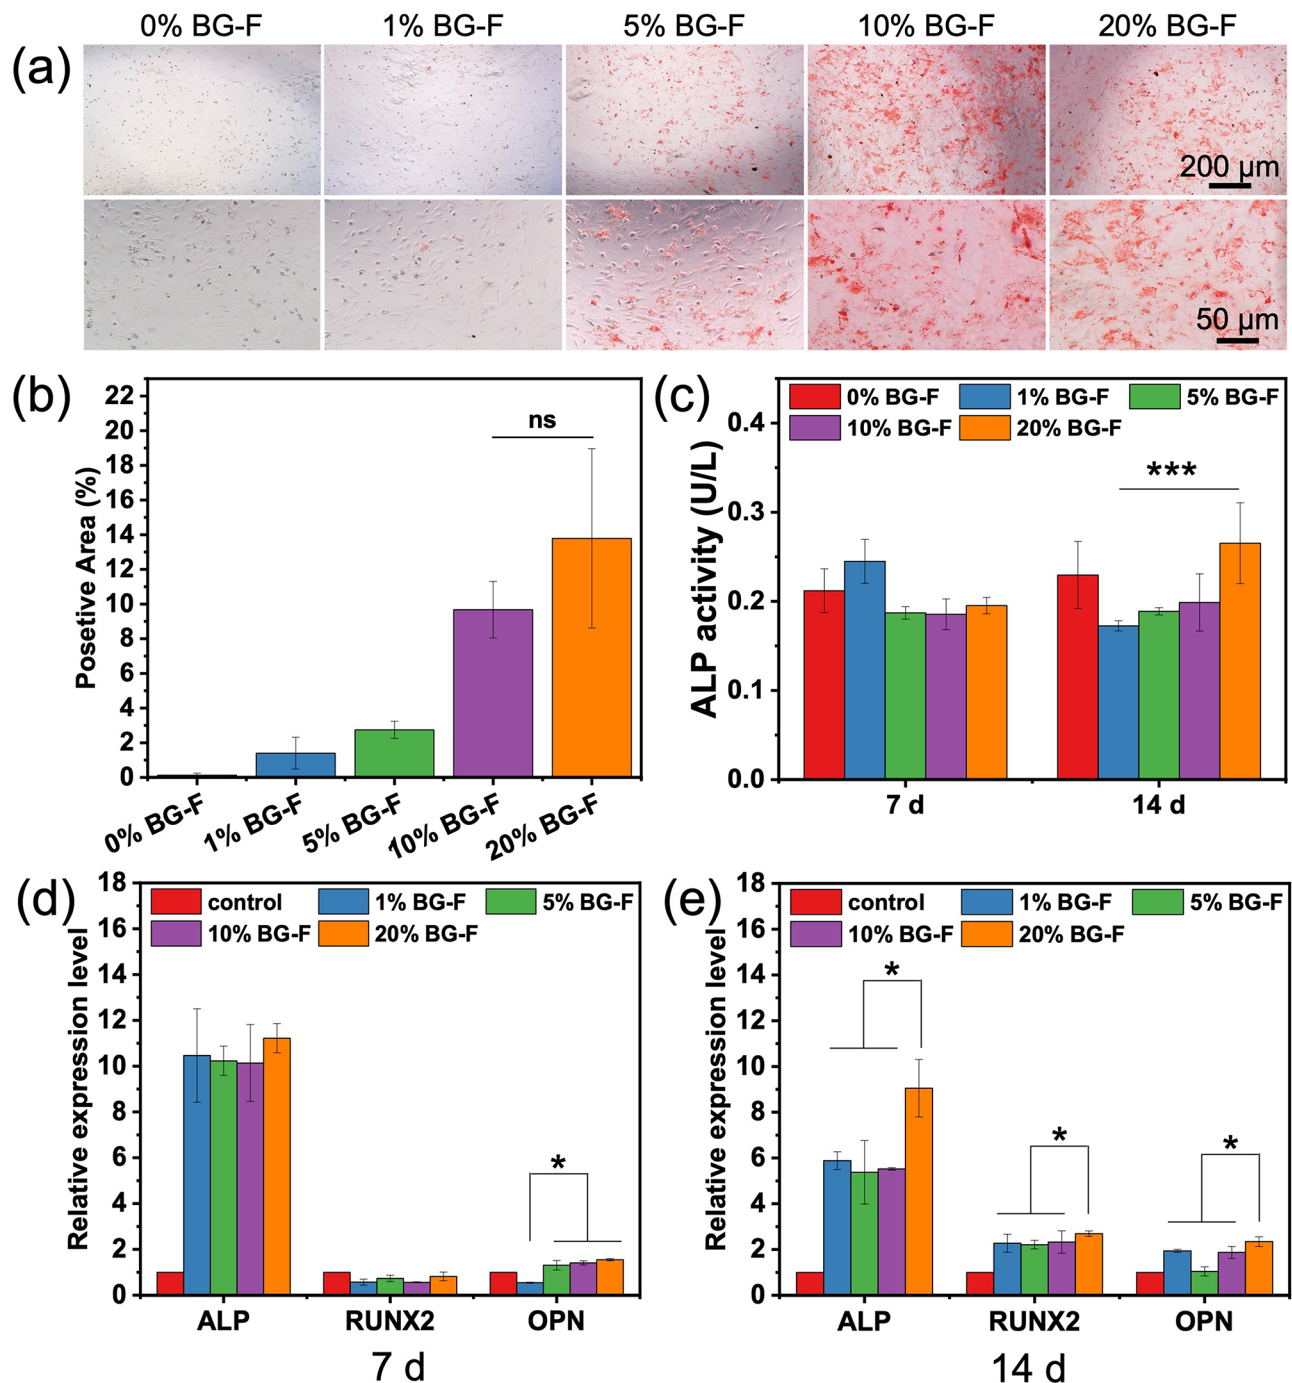 0% BG-F 1% BG-F 5% BG-F 10% BG-F 20% BG-F
(a)
200 µm
50 µm
(b)
Posetive Area (%)
22
20
18
16
14
12
10
8
6
4
2
0
ns
0% BG-F 1% BG-F 5% BG-F 10% BG-F 20% BG-F
(c)
ALP activity (U/L)
0.4
0.3
0.2
0.1
0.0
0% BG-F 1% BG-F 5% BG-F
10% BG-F 20% BG-F
***
7 d 14 d
(d)
Relative expression level
18
16
14
12
10
8
6
4
2
0
control 1% BG-F 5% BG-F
10% BG-F 20% BG-F
*
ALP RUNX2 OPN
7 d
(e)
Relative expression level
18
16
14
12
10
8
6
4
2
0
control 1% BG-F 5% BG-F
10% BG-F 20% BG-F
*
*
*
ALP RUNX2 OPN
14 d